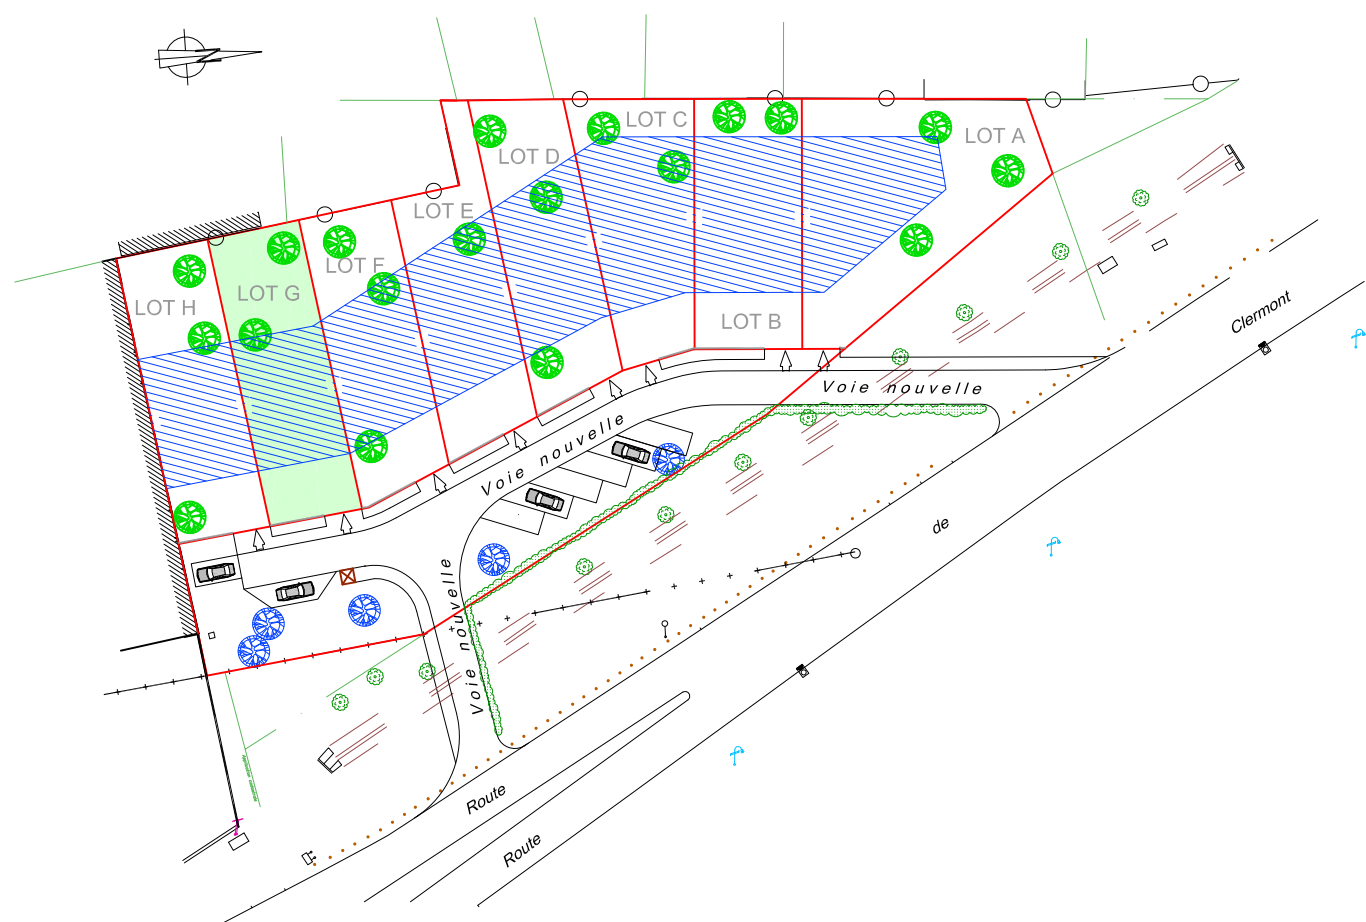 LOT C
LOT A
LOT D
LOT E
LOT F
LOT G
LOT H
LOT B
Clermont
Voie nouvelle
Voie nouvelle
de
Voie nouvelle
Route
Route